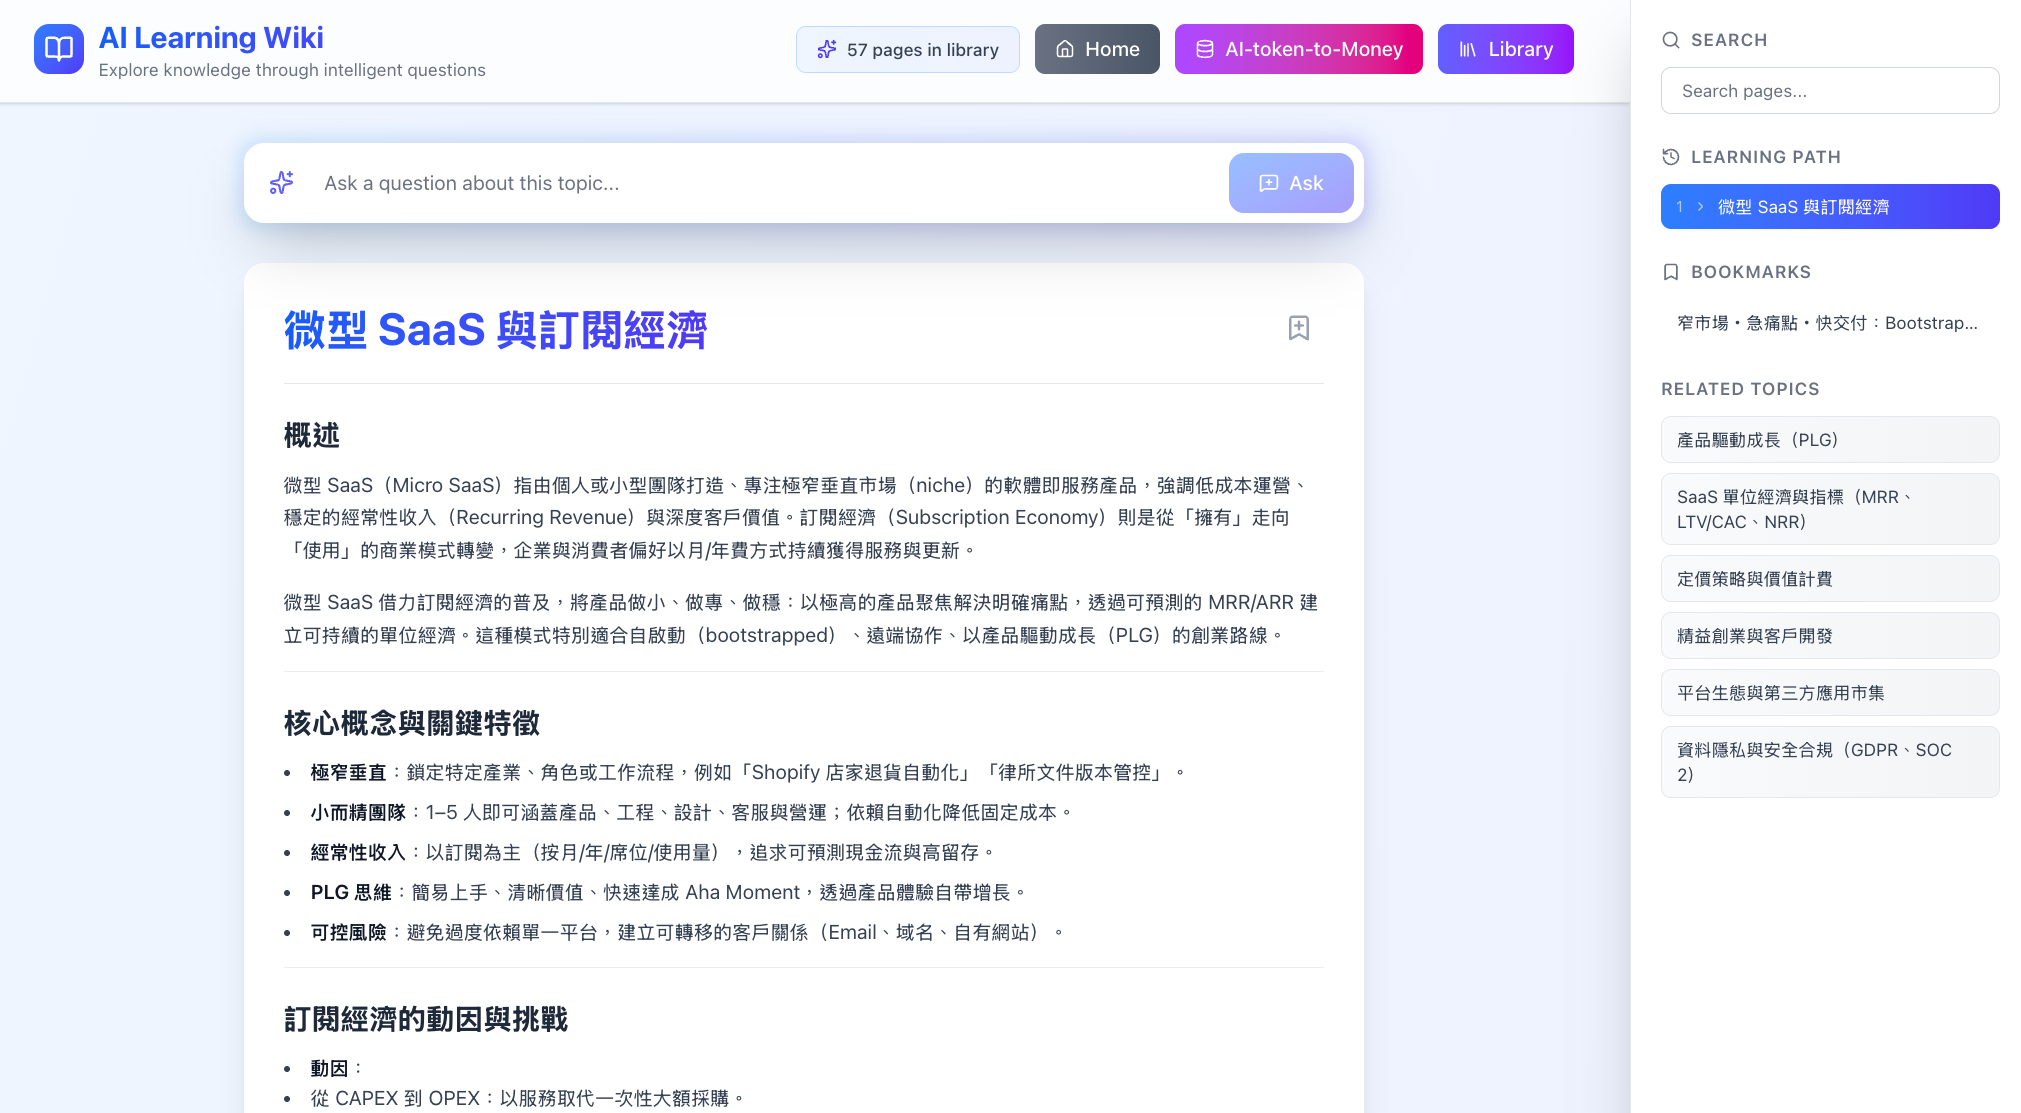 AI Learning Wiki
Explore knowledge through intelligent questions
57 pages in library
Home
AI-token-to-Money
Library
Ask a question about this topic...
Ask
微型 SaaS 與訂閱經濟
概述
微型 SaaS（Micro SaaS）指由個人或小型團隊打造、專注極窄垂直市場（niche）的軟體即服務產品，強調低成本運營、
穩定的經常性收入（Recurring Revenue）與深度客戶價值。訂閱經濟（Subscription Economy）則是從「擁有」走向
「使用」的商業模式轉變，企業與消費者偏好以月/年費方式持續獲得服務與更新。
微型 SaaS 借力訂閱經濟的普及，將產品做小、做專、做穩：以極高的產品聚焦解決明確痛點，透過可預測的 MRR/ARR 建
立可持續的單位經濟。這種模式特別適合自啟動（bootstrapped）、遠端協作、以產品驅動成長（PLG）的創業路線。
核心概念與關鍵特徵
• 極窄垂直：鎖定特定產業、角色或工作流程，例如「Shopify 店家退貨自動化」「律所文件版本管控」。
• 小而精團隊：1–5 人即可涵蓋產品、工程、設計、客服與營運；依賴自動化降低固定成本。
• 經常性收入：以訂閱為主（按月/年/席位/使用量），追求可預測現金流與高留存。
• PLG 思維：簡易上手、清晰價值、快速達成 Aha Moment，透過產品體驗自帶增長。
• 可控風險：避免過度依賴單一平台，建立可轉移的客戶關係（Email、域名、自有網站）。
訂閱經濟的動因與挑戰
• 動因：
• 從 CAPEX 到 OPEX：以服務取代一次性大額採購。
SEARCH
Search pages...
LEARNING PATH
1 › 微型 SaaS 與訂閱經濟
BOOKMARKS
窄市場・急痛點・快交付：Bootstrap...
RELATED TOPICS
產品驅動成長（PLG）
SaaS 單位經濟與指標（MRR、
LTV/CAC、NRR）
定價策略與價值計費
精益創業與客戶開發
平台生態與第三方應用市集
資料隱私與安全合規（GDPR、SOC
2）